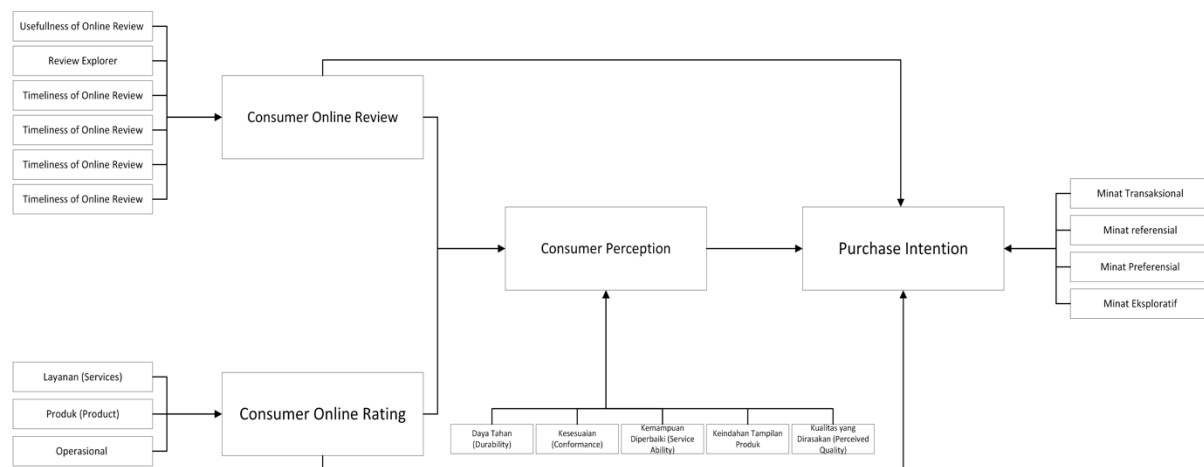 Usefullness of Online Review
Review Explorer
Timeliness of Online Review
Timeliness of Online Review
Timeliness of Online Review
Timeliness of Online Review
Consumer Online Review
Consumer Perception
Purchase Intention
Minat Transaksional
Minat referensial
Minat Preferensial
Minat Eksploratif
Layanan (Services)
Produk (Product)
Operasional
Consumer Online Rating
Daya Tahan
(Durability)
Kesesuaian
(Conformance)
Kemampuan
Diperbaiki (Service
Ability)
Keindahan Tampilan
Produk
Kualitas yang
Dirasakan (Perceived
Quality)